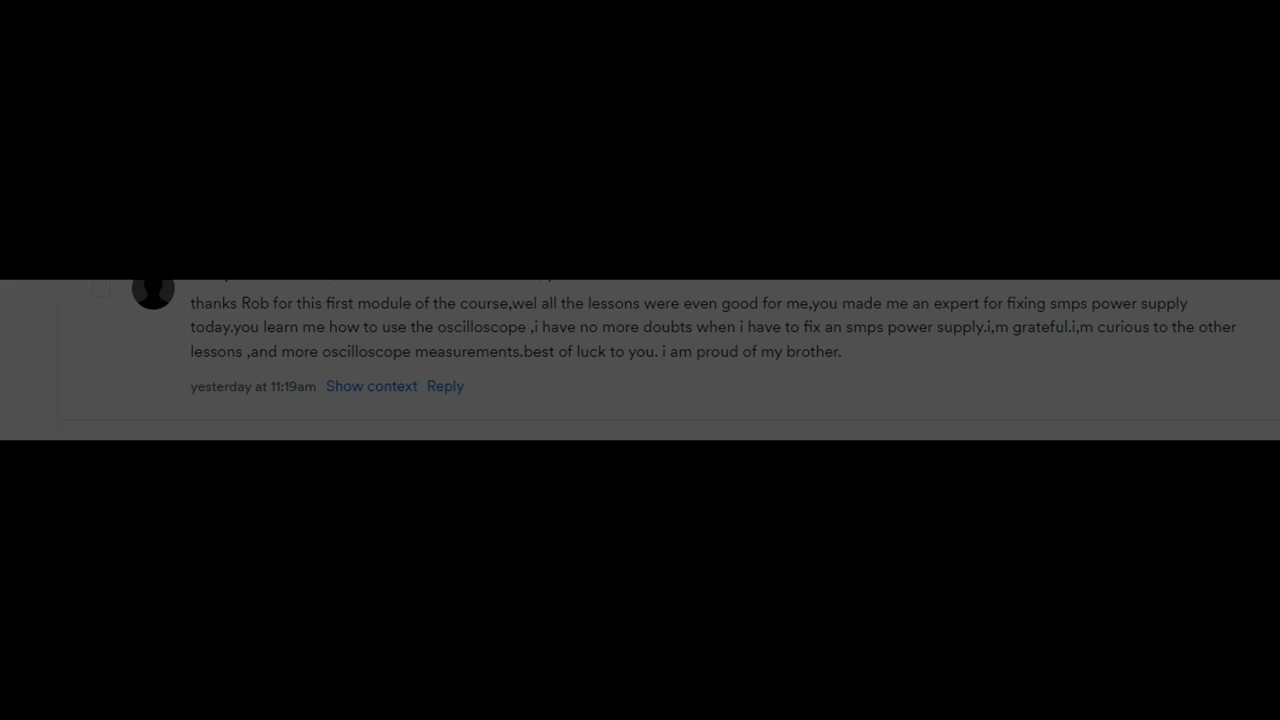 thanks Rob for this first module of the course,wel all the lessons were even good for me,you made me an expert for fixing smps power supply
today.you learn me how to use the oscilloscope ,i have no more doubts when i have to fix an smps power supply.i,m grateful.i,m curious to the other
lessons ,and more oscilloscope measurements.best of luck to you. i am proud of my brother.
yesterday at 11:19am Show context Reply